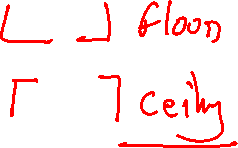 ⌊ ⌋ floor
⌈ ⌉ ceiling